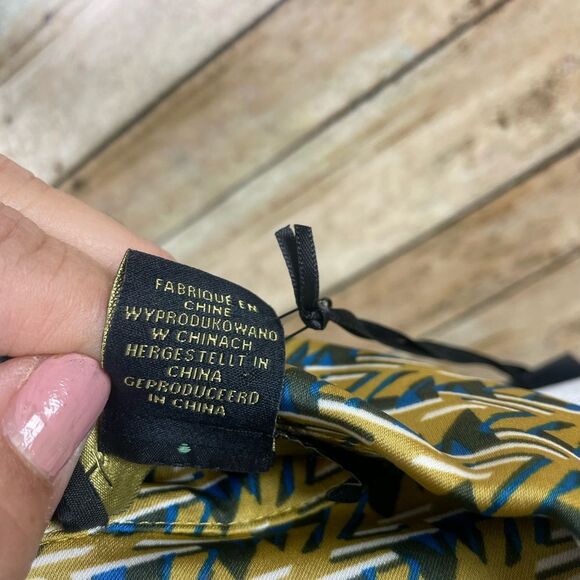 FABRIQUÉ EN
CHINE
WYPRODUKOWANO
W CHINACH
HERGESTELLT IN
CHINA
GEPRODUCEERD
IN CHINA